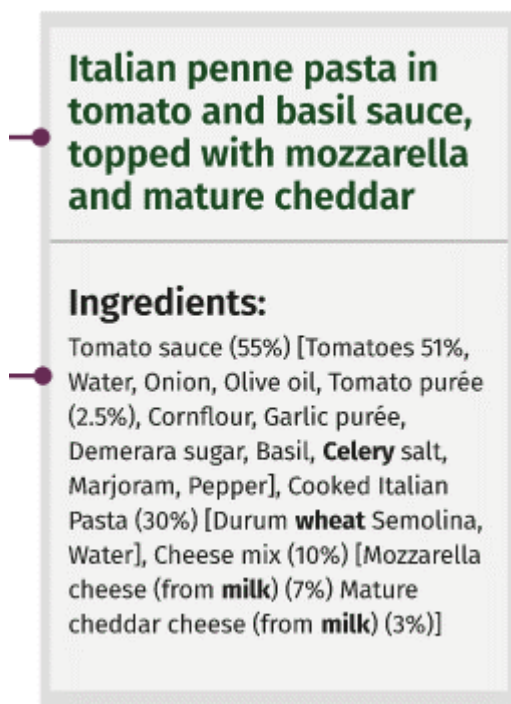 Italian penne pasta in
tomato and basil sauce,
topped with mozzarella
and mature cheddar
Ingredients:
Tomato sauce (55%) [Tomatoes 51%,
Water, Onion, Olive oil, Tomato purée
(2.5%), Cornflour, Garlic purée,
Demerara sugar, Basil, Celery salt,
Marjoram, Pepper], Cooked Italian
Pasta (30%) [Durum wheat Semolina,
Water], Cheese mix (10%) [Mozzarella
cheese (from milk) (7%) Mature
cheddar cheese (from milk) (3%)]